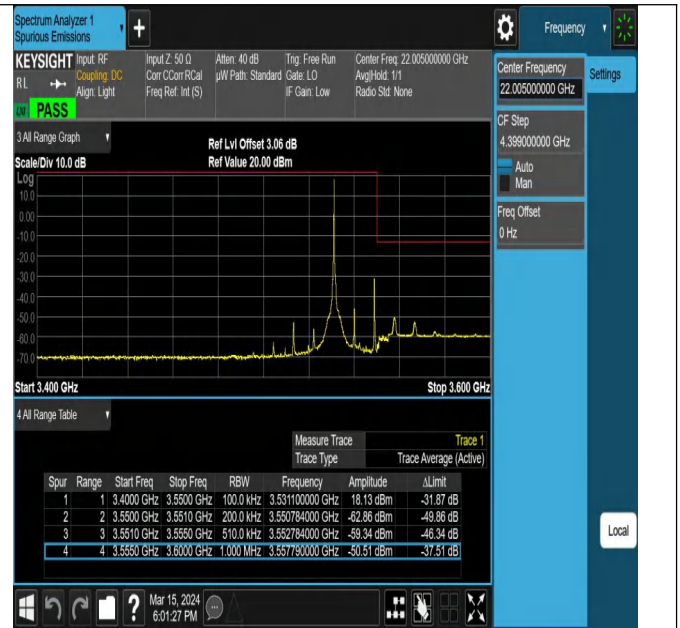 Spectrum Analyzer 1
Spurious Emissions
Frequency
KEYSIGHT Input: RF Input Z: 50 Ω Atten: 40 dB Trig: Free Run Center Freq: 22.005000000 GHz
RL Coupling: DC Corr CCorr RCal µW Path: Standard Gate: LO Avg|Hold: 1/1
Align: Light Freq Ref: Int (S) IF Gain: Low Radio Std: None
LNI PASS
Center Frequency
22.005000000 GHz
Settings
CF Step
4.399000000 GHz
Auto
Man
Freq Offset
0 Hz
3 All Range Graph
Ref Lvl Offset 3.06 dB
Scale/Div 10.0 dB Ref Value 20.00 dBm
Log
10.0
0.00
-10.0
-20.0
-30.0
-40.0
-50.0
-60.0
-70.0
Start 3.400 GHz Stop 3.600 GHz
4 All Range Table
Measure Trace Trace 1
Trace Type Trace Average (Active)
Spur Range Start Freq Stop Freq RBW Frequency Amplitude ΔLimit
1 1 3.4000 GHz 3.5500 GHz 100.0 kHz 3.531100000 GHz 18.13 dBm -31.87 dB
2 2 3.5500 GHz 3.5510 GHz 200.0 kHz 3.550784000 GHz -62.86 dBm -49.86 dB
3 3 3.5510 GHz 3.5550 GHz 510.0 kHz 3.552784000 GHz -59.34 dBm -46.34 dB
4 4 3.5550 GHz 3.6000 GHz 1.000 MHz 3.557790000 GHz -50.51 dBm -37.51 dB
Local
Mar 15, 2024
6:01:27 PM